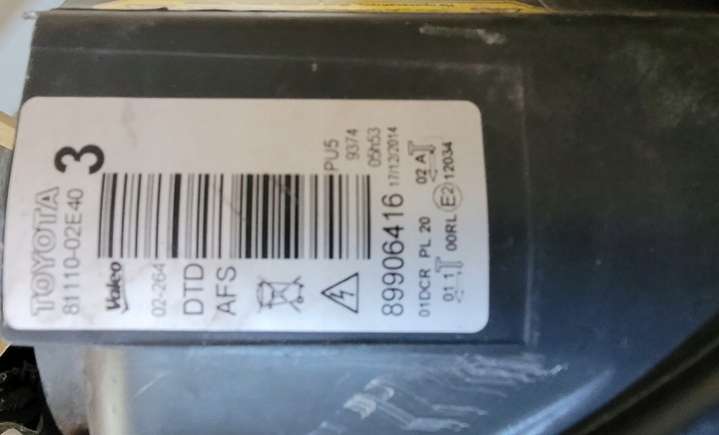 TOYOTA
81110-02E40
3
Valeo
02-264
DTD
AFS
PU5
9374
05h53
89906416 17/12/2014
01DCR PL 20 02 A
01 1 00RL E2 12034